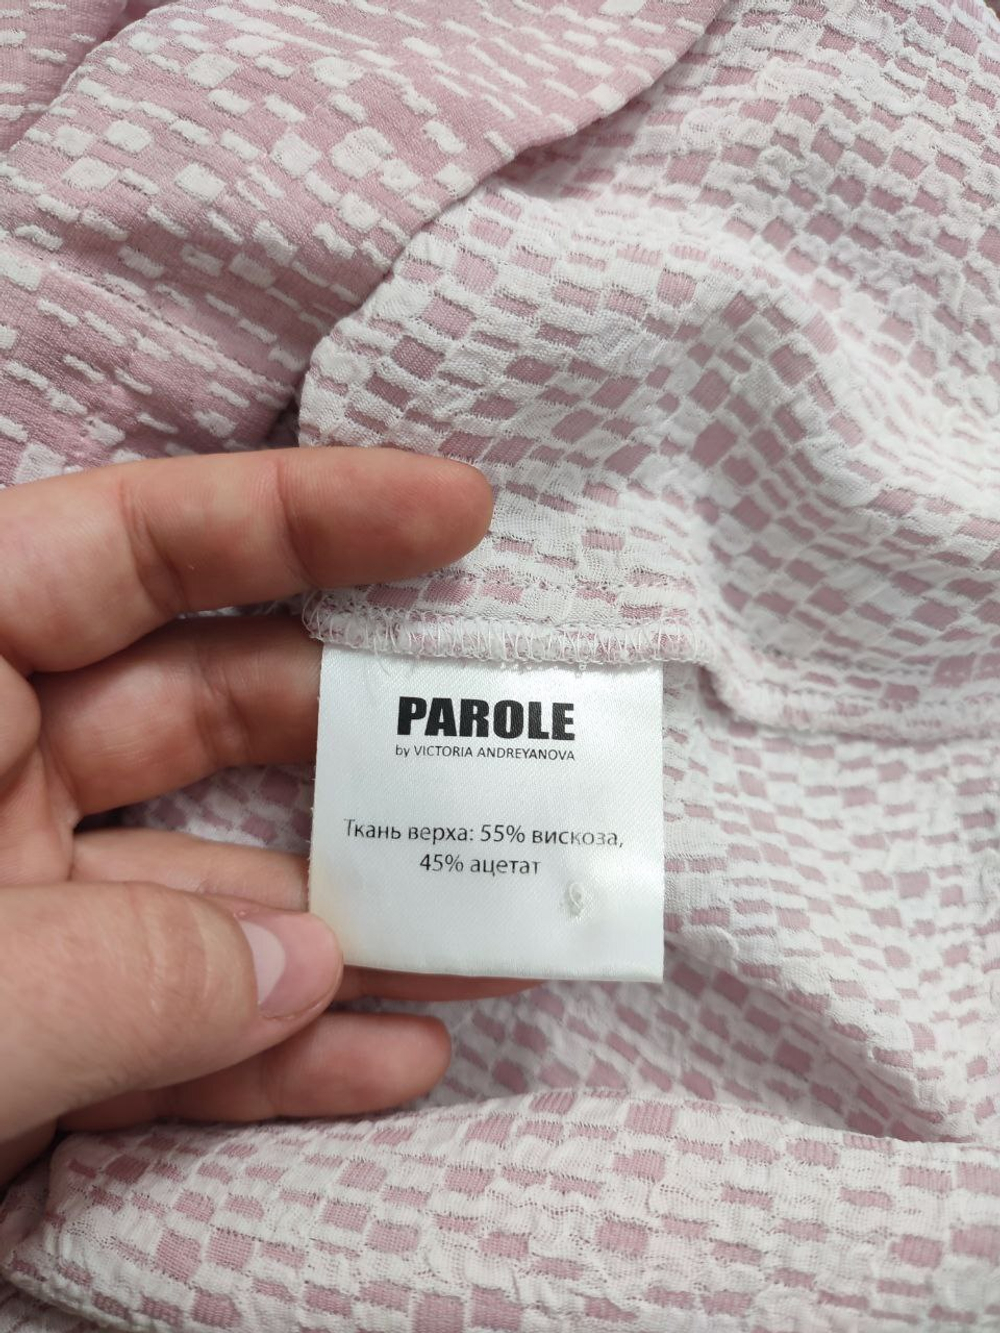 PAROLE
by VICTORIA ANDREYANOVA
Ткань верха: 55% вискоза,
45% ацетат